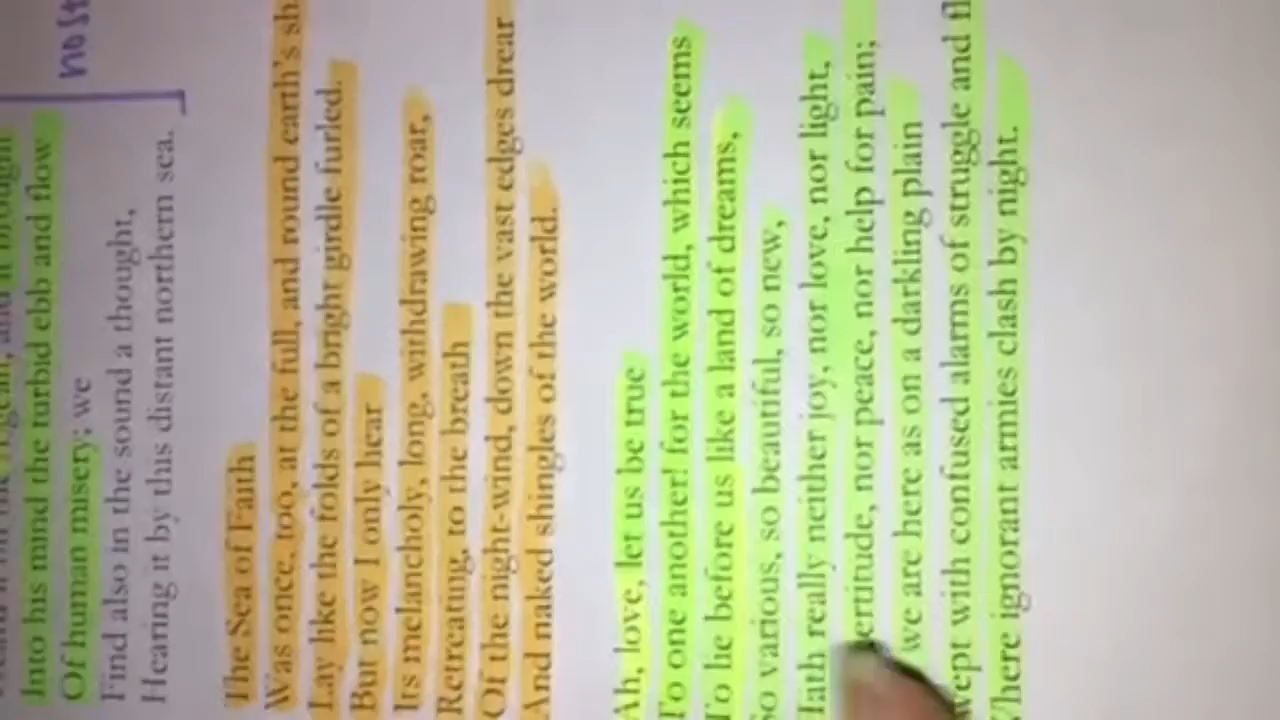 Into his mind the turbid ebb and flow
Of human misery; we
Find also in the sound a thought,
Hearing it by this distant northern sea.
no
The Sea of Faith
Was once, too, at the full, and round earth's sh
Lay like the folds of a bright girdle furled.
But now I only hear
Its melancholy, long, withdrawing roar,
Retreating, to the breath
Of the night-wind, down the vast edges drear
And naked shingles of the world.
Ah, love, let us be true
To one another! for the world, which seems
To lie before us like a land of dreams,
So various, so beautiful, so new,
Hath really neither joy, nor love, nor light,
ertitude, nor peace, nor help for pain;
we are here as on a darkling plain
wept with confused alarms of struggle and fl
here ignorant armies clash by night.